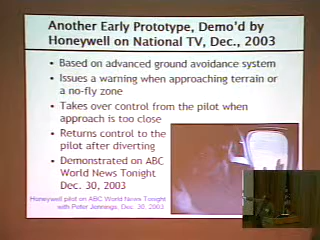 Another Early Prototype, Demo'd by
Honeywell on National TV, Dec., 2003
• Based on advanced ground avoidance system
• Issues a warning when approaching terrain or
a no-fly zone
• Takes over control from the pilot when
approach is too close
• Returns control to the
pilot after diverting
• Demonstrated on ABC
World News Tonight
Dec. 30, 2003
Honeywell pilot on ABC World News Tonight
with Peter Jennings, Dec. 30, 2003